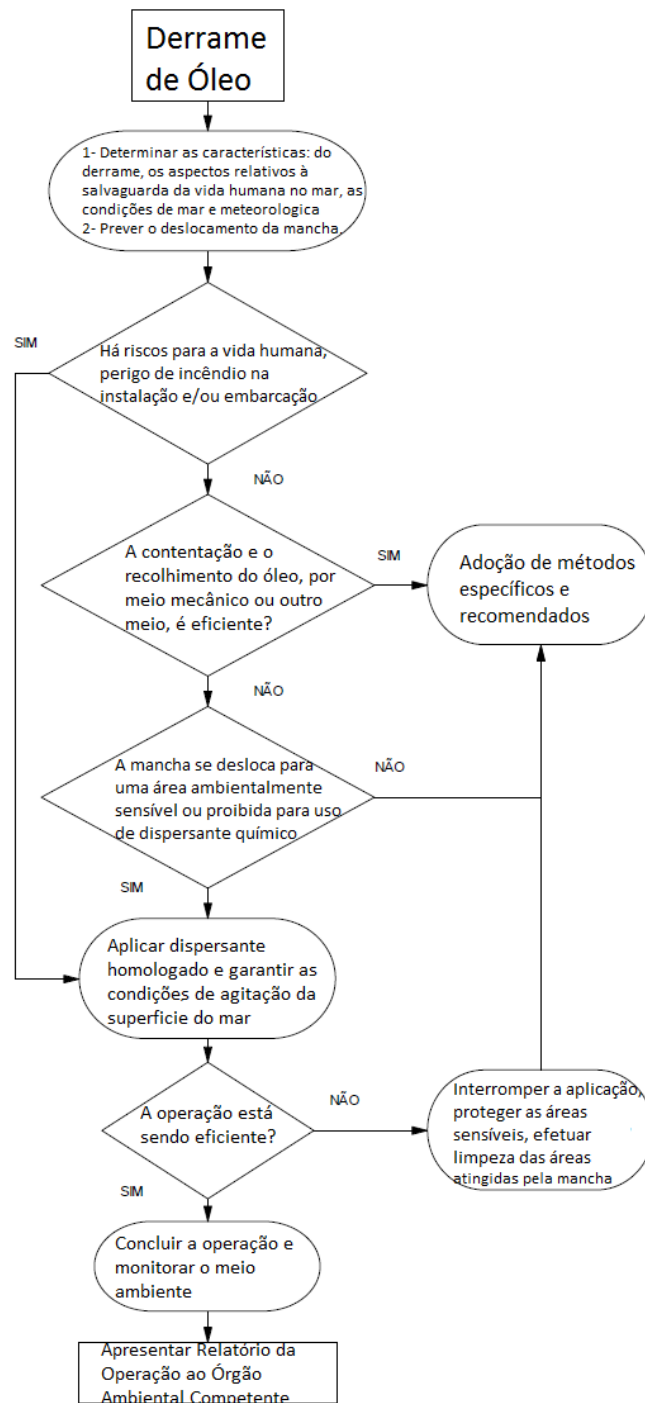 Derrame
de Óleo
1- Determinar as características: do
derrame, os aspectos relativos à
salvaguarda da vida humana no mar, as
condições de mar e meteorologica
2- Prever o deslocamento da mancha.
SIM
Há riscos para a vida humana,
perigo de incêndio na
instalação e/ou embarcação
NÃO
A contentação e o
recolhimento do óleo, por
meio mecânico ou outro
meio, é eficiente?
SIM
Adoção de métodos
específicos e
recomendados
NÃO
A mancha se desloca para
uma área ambientalmente
sensível ou proibida para uso
de dispersante químico
NÃO
SIM
Aplicar dispersante
homologado e garantir as
condições de agitação da
superficie do mar
A operação está
sendo eficiente?
NÃO
Interromper a aplicação,
proteger as áreas
sensíveis, efetuar
limpeza das áreas
atingidas pela mancha
SIM
Concluir a operação e
monitorar o meio
ambiente
Apresentar Relatório da
Operação ao Órgão
Ambiental Competente